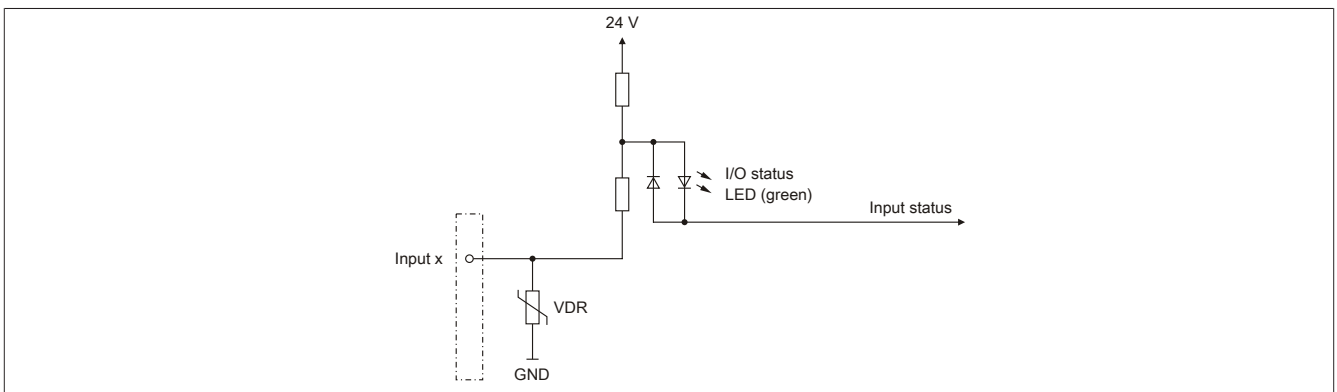 24 V
I/O status
LED (green)
Input status
Input x
VDR
GND